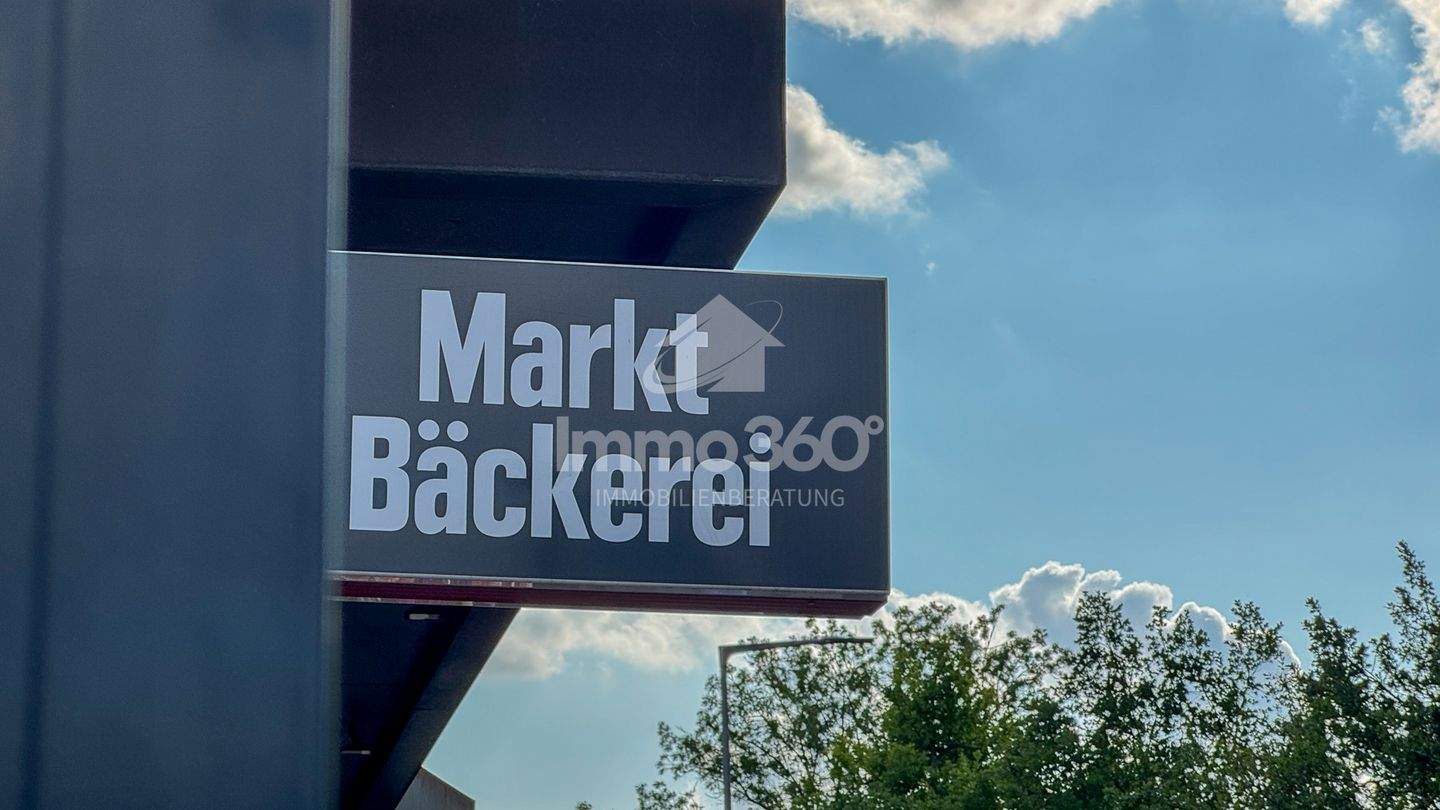 Markt
Bäckerei
Immo360°
IMMOBILIENBERATUNG